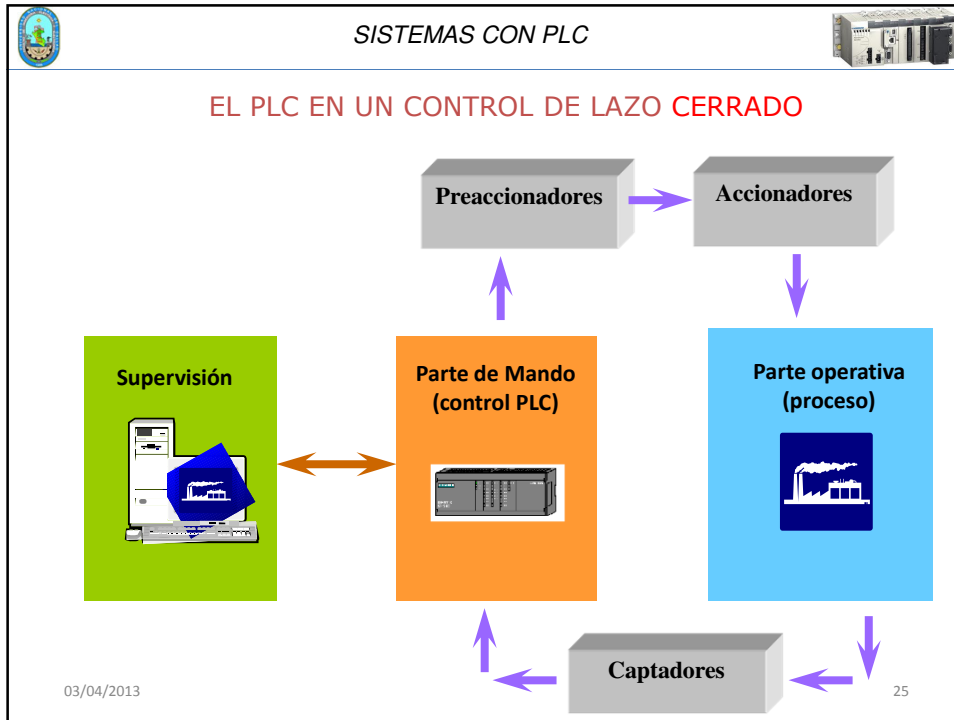 SISTEMAS CON PLC
EL PLC EN UN CONTROL DE LAZO CERRADO
Preaccionadores
Accionadores
Supervisión
Parte de Mando
(control PLC)
Parte operativa
(proceso)
Captadores
03/04/2013
25